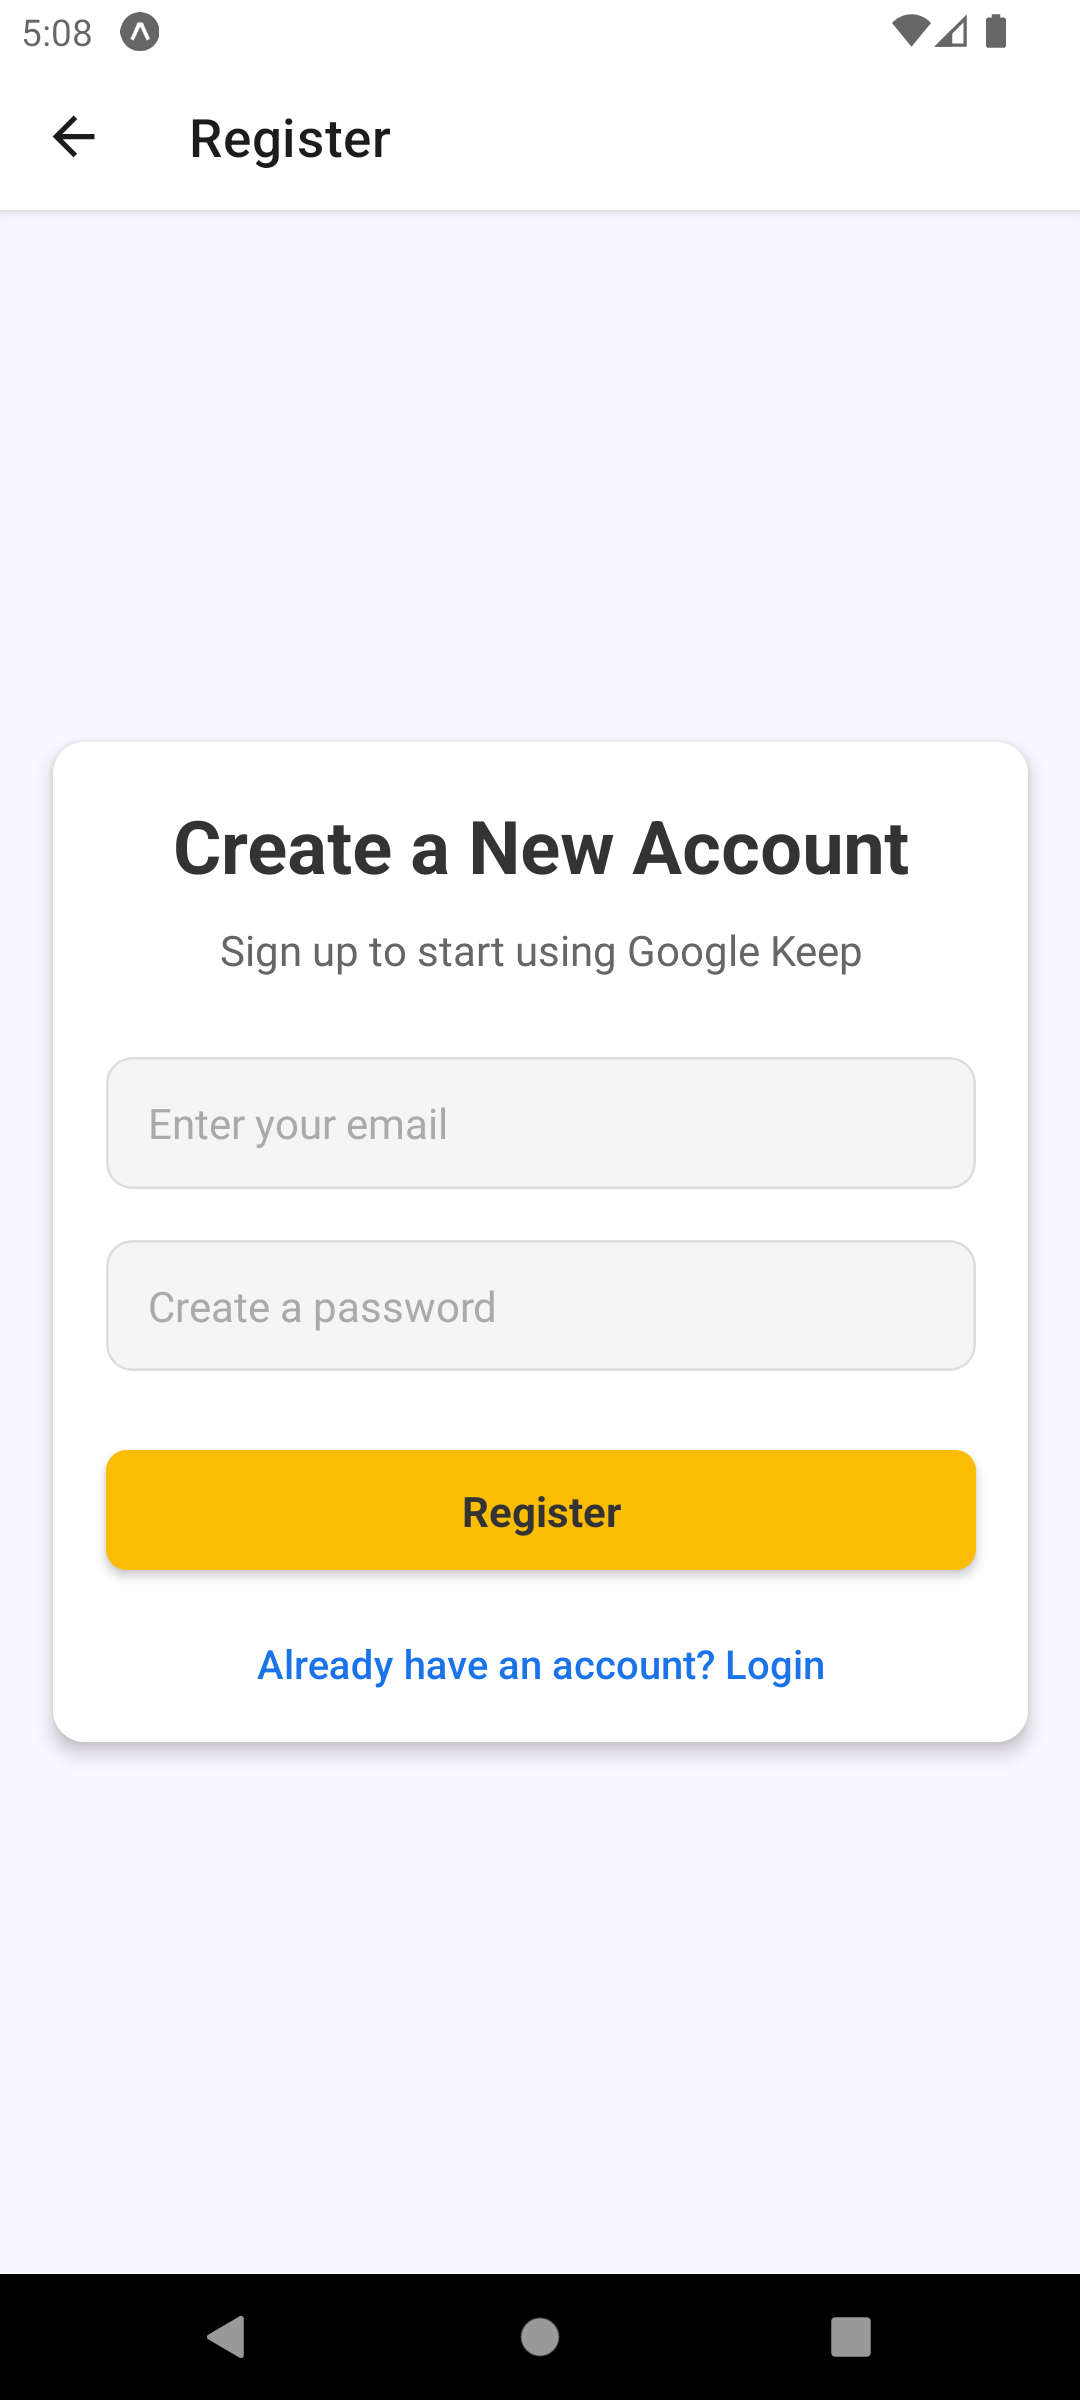 5:08
Register
Create a New Account
Sign up to start using Google Keep
Enter your email
Create a password
Register
Already have an account? Login